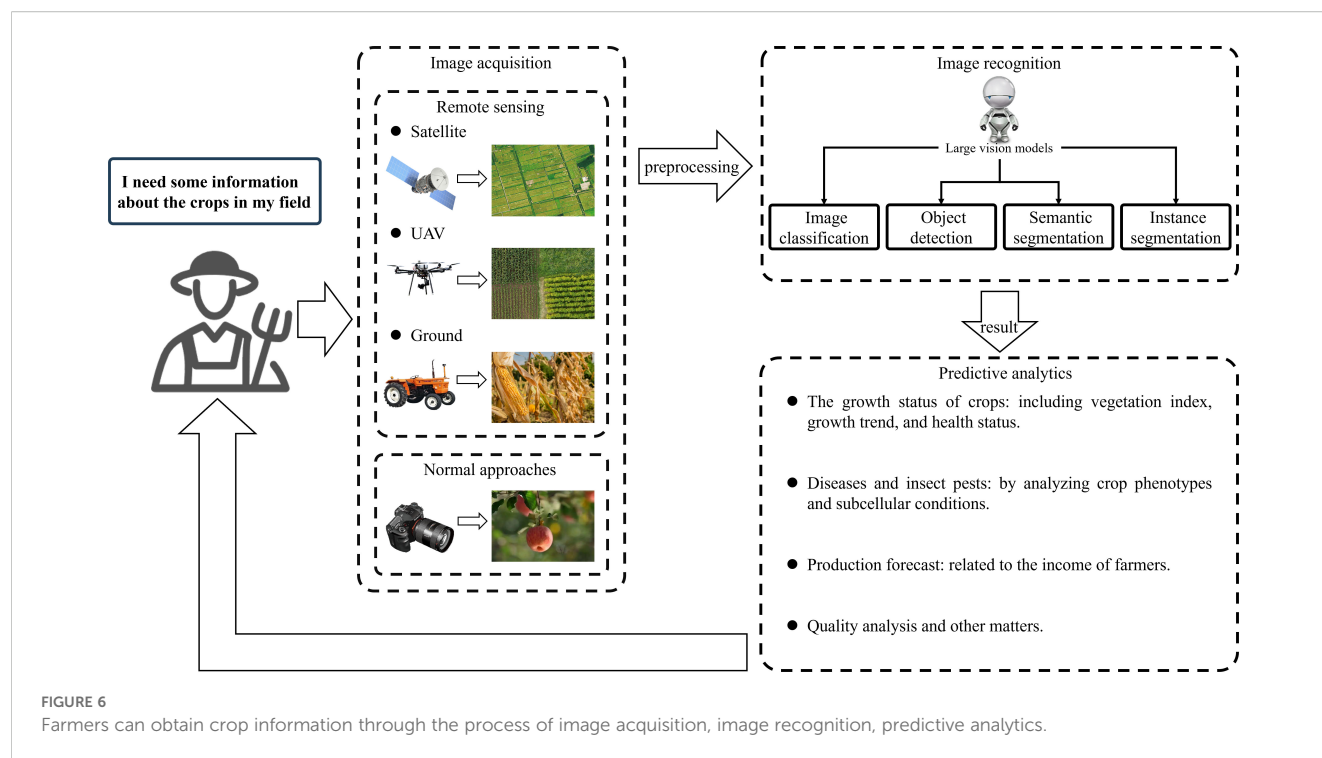 I need some information
about the crops in my field
Image acquisition
Remote sensing
● Satellite
● UAV
● Ground
Normal approaches
preprocessing
Image recognition
Large vision models
Image
classification
Object
detection
Semantic
segmentation
Instance
segmentation
result
Predictive analytics
● The growth status of crops: including vegetation index,
growth trend, and health status.
● Diseases and insect pests: by analyzing crop phenotypes
and subcellular conditions.
● Production forecast: related to the income of farmers.
● Quality analysis and other matters.
FIGURE 6
Farmers can obtain crop information through the process of image acquisition, image recognition, predictive analytics.